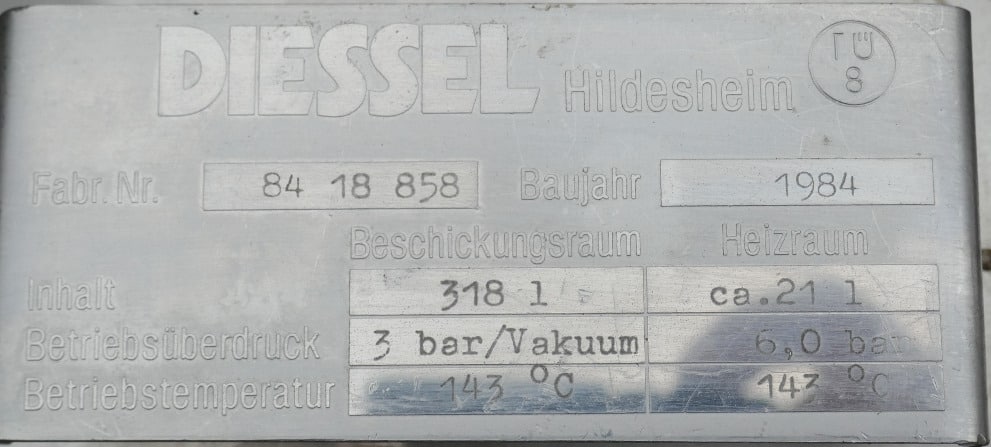 DIESSEL Hildesheim
TÜ
8
Fabr. Nr. 84 18 858 Baujahr 1984
Beschickungsraum Heizraum
Inhalt 318 l ca.21 l
Betriebsüberdruck 3 bar/Vakuum 6,0 bar
Betriebstemperatur 143 °C 143 °C